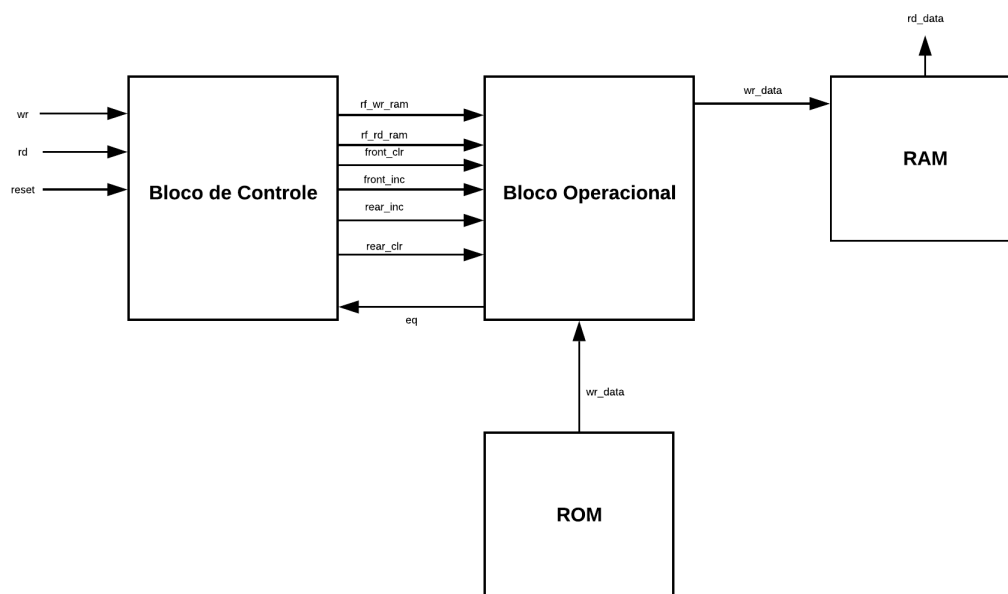 rd_data
wr
rd
reset
Bloco de Controle
rf_wr_ram
rf_rd_ram
front_clr
front_inc
rear_inc
rear_clr
eq
Bloco Operacional
wr_data
RAM
wr_data
ROM